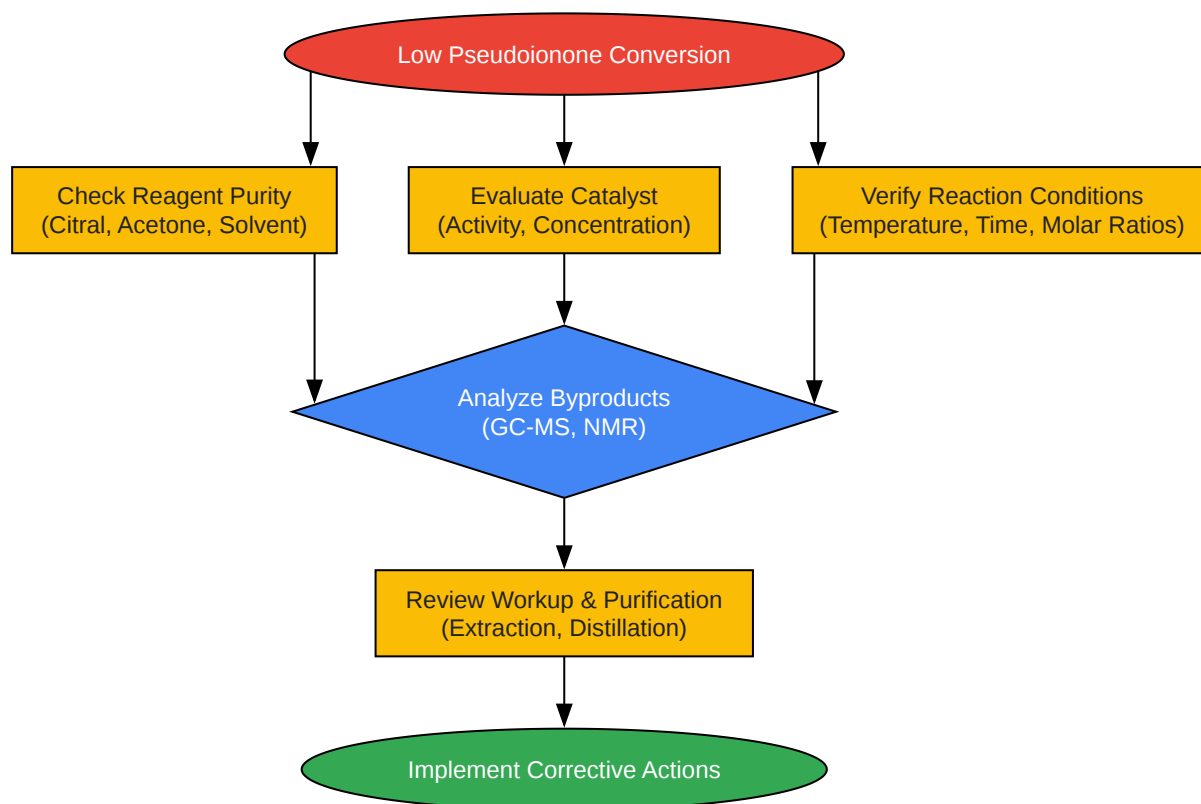 Low Pseudoionone Conversion
Check Reagent Purity
(Citral, Acetone, Solvent)
Evaluate Catalyst
(Activity, Concentration)
Verify Reaction Conditions
(Temperature, Time, Molar Ratios)
Analyze Byproducts
(GC-MS, NMR)
Review Workup & Purification
(Extraction, Distillation)
Implement Corrective Actions